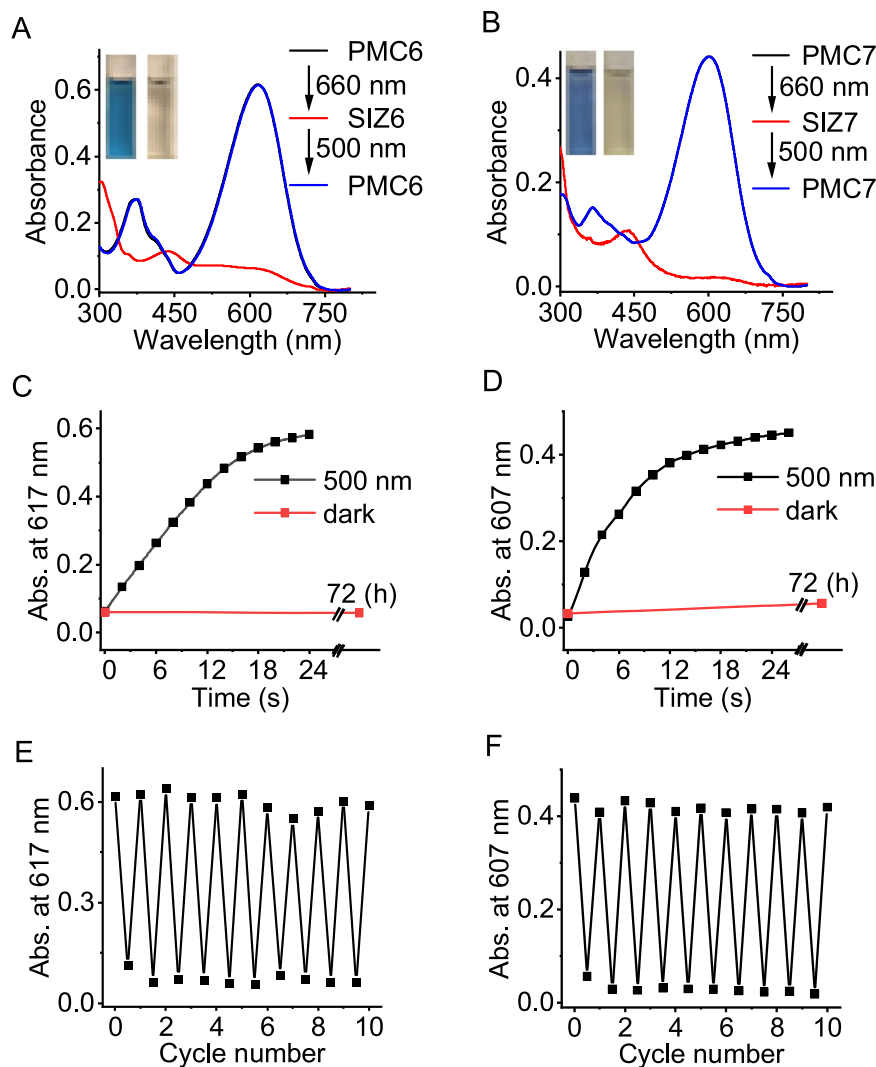 A
PMC6
660 nm
SIZ6
500 nm
PMC6
Absorbance
0.6
0.4
0.2
0.0
300 450 600 750
Wavelength (nm)
B
PMC7
660 nm
SIZ7
500 nm
PMC7
Absorbance
0.4
0.2
0.0
300 450 600 750
Wavelength (nm)
C
Abs. at 617 nm
0.6
0.4
0.2
0.0
500 nm
dark
72 (h)
0 6 12 18 24
Time (s)
D
Abs. at 607 nm
0.4
0.2
0.0
500 nm
dark
72 (h)
0 6 12 18 24
Time (s)
E
Abs. at 617 nm
0.6
0.3
0.0
0 2 4 6 8 10
Cycle number
F
Abs. at 607 nm
0.4
0.2
0.0
0 2 4 6 8 10
Cycle number